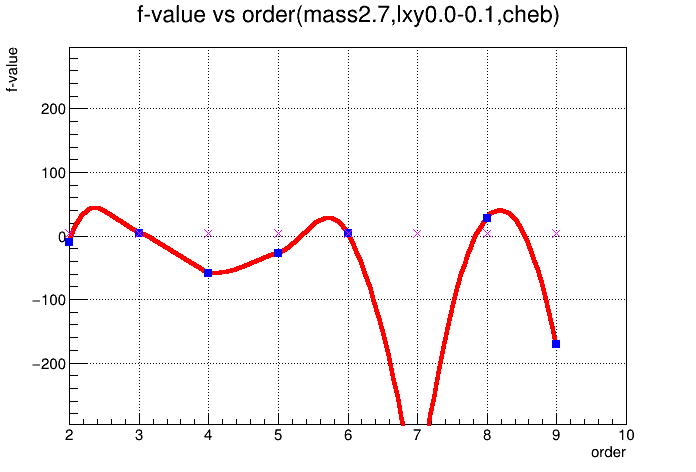 f-value vs order(mass2.7,lxy0.0-0.1,cheb)
f-value
200
100
0
−100
−200
2 3 4 5 6 7 8 9 10
order